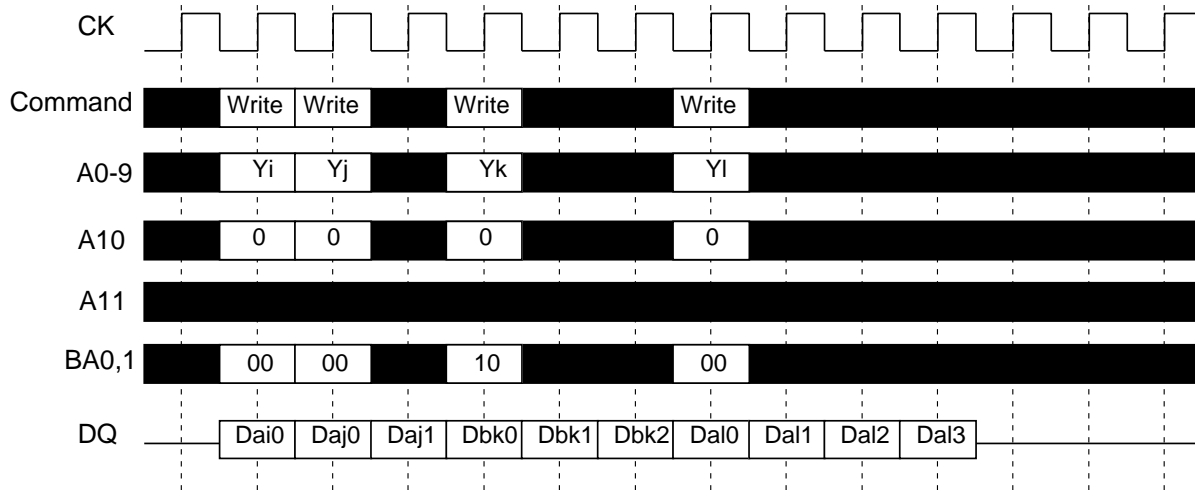 CK
Command Write Write Write Write
A0-9 Yi Yj Yk Yl
A10 0 0 0 0
A11
BA0,1 00 00 10 00
DQ Dai0 Daj0 Daj1 Dbk0 Dbk1 Dbk2 Dal0 Dal1 Dal2 Dal3